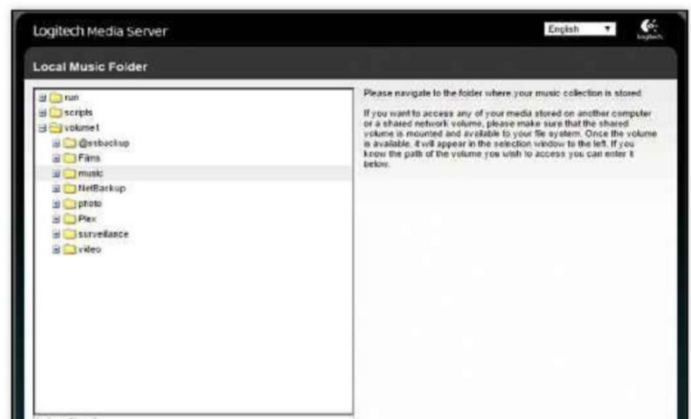 Logitech Media Server
English
Logitech
Local Music Folder
run
scripts
volume1
@ssbackup
Films
music
NetBackup
photo
Plex
surveillance
video
Please navigate to the folder where your music collection is stored
If you want to access any of your media stored on another computer
or a shared network volume, please make sure that the shared
volume is mounted and available to your file system. Once the volume
is available, it will appear in the selection window to the left. If you
know the path of the volume you wish to access you can enter it
below.